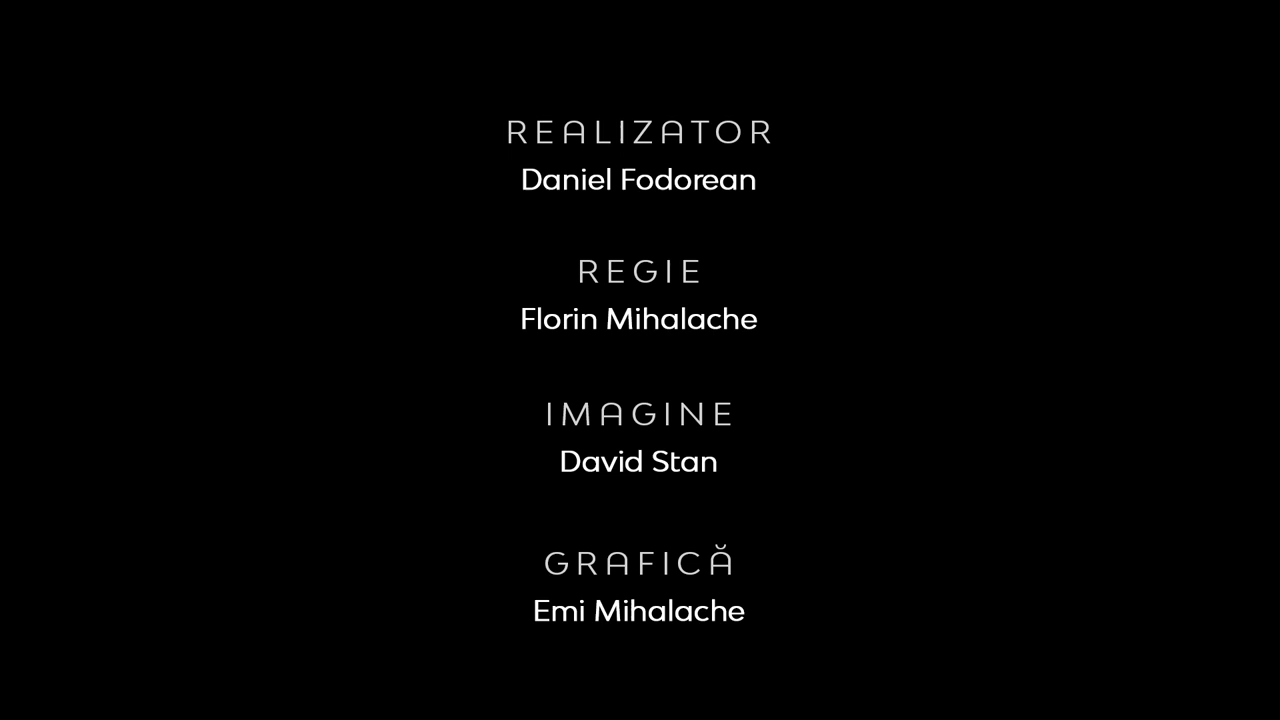 REALIZATOR
Daniel Fodorean
REGIE
Florin Mihalache
IMAGINE
David Stan
GRAFICĂ
Emi Mihalache